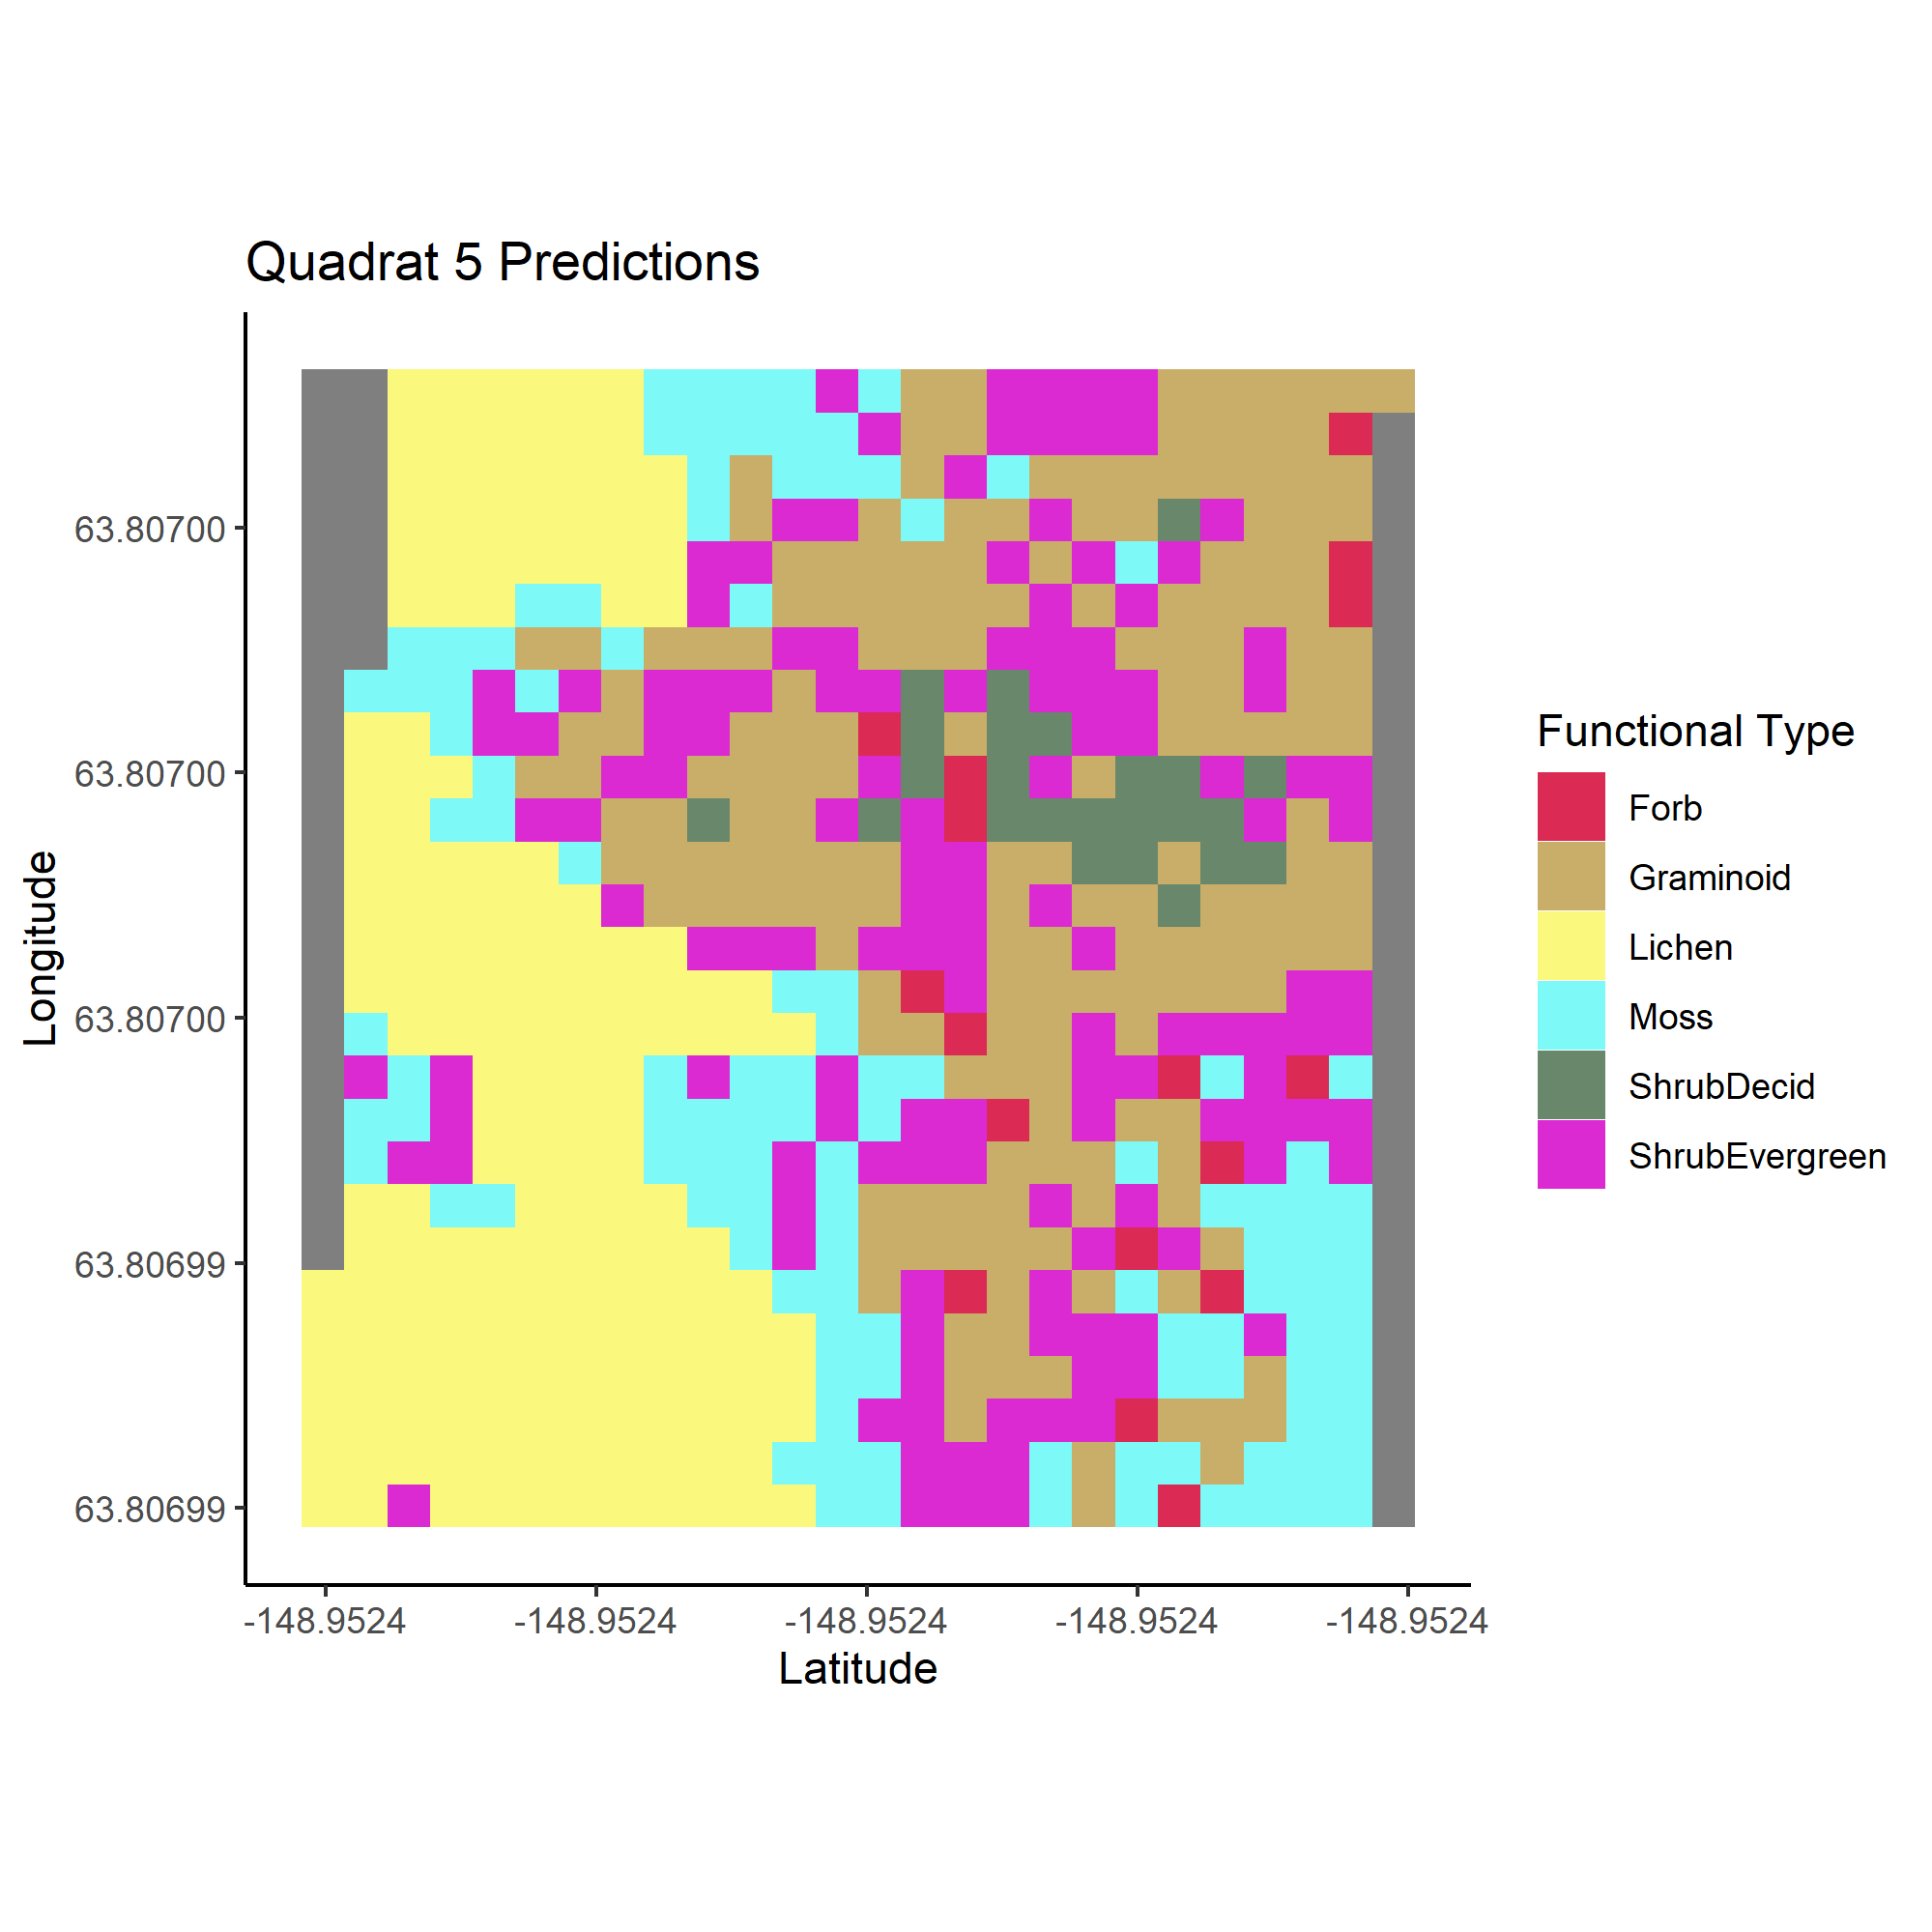 Quadrat 5 Predictions
63.80700
63.80700
63.80700
63.80699
63.80699
Longitude
-148.9524 -148.9524 -148.9524 -148.9524 -148.9524
Latitude
Functional Type
Forb
Graminoid
Lichen
Moss
ShrubDecid
ShrubEvergreen